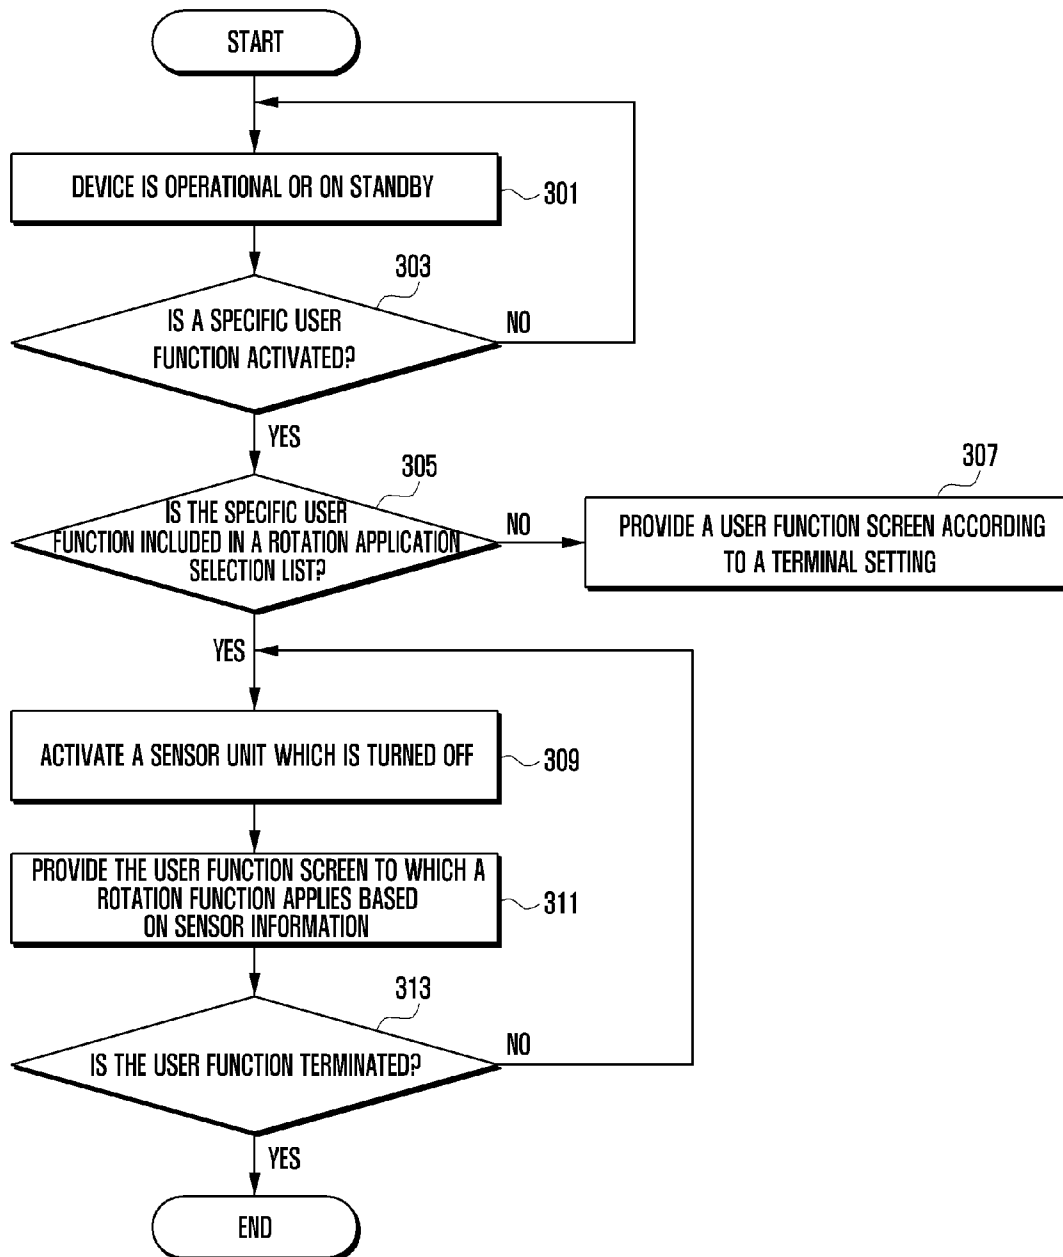 START
DEVICE IS OPERATIONAL OR ON STANDBY
301
303
IS A SPECIFIC USER
FUNCTION ACTIVATED?
NO
YES
305
IS THE SPECIFIC USER
FUNCTION INCLUDED IN A ROTATION APPLICATION
SELECTION LIST?
NO
307
PROVIDE A USER FUNCTION SCREEN ACCORDING
TO A TERMINAL SETTING
YES
ACTIVATE A SENSOR UNIT WHICH IS TURNED OFF
309
PROVIDE THE USER FUNCTION SCREEN TO WHICH A
ROTATION FUNCTION APPLIES BASED
ON SENSOR INFORMATION
311
313
IS THE USER FUNCTION TERMINATED?
NO
YES
END